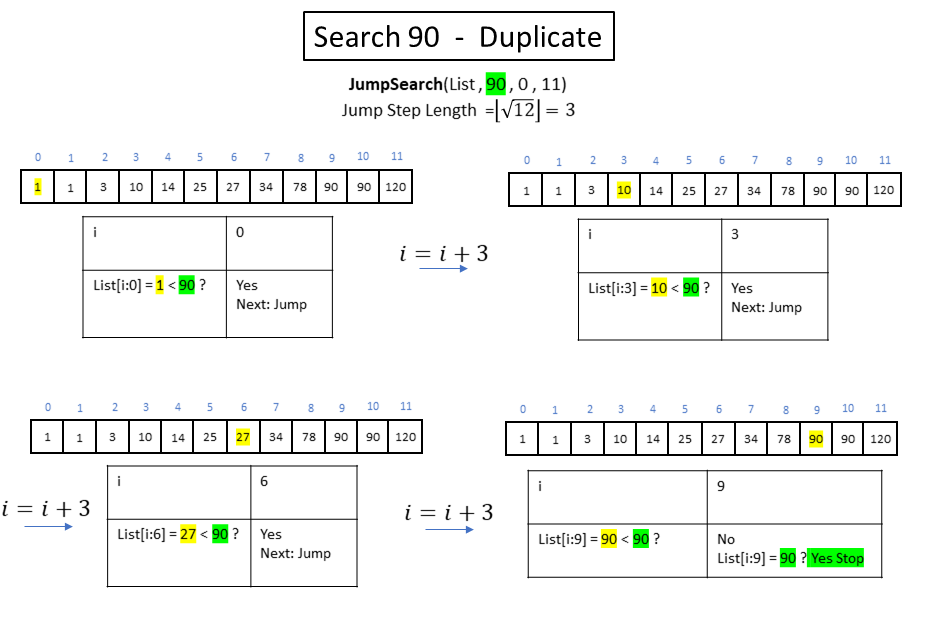 Search 90 - Duplicate
JumpSearch(List , 90 , 0 , 11)
Jump Step Length =⌊√12⌋ = 3
0 1 2 3 4 5 6 7 8 9 10 11
1 1 3 10 14 25 27 34 78 90 90 120
i 0
List[i:0] = 1 < 90 ? Yes
Next: Jump
i = i + 3
0 1 2 3 4 5 6 7 8 9 10 11
1 1 3 10 14 25 27 34 78 90 90 120
i 3
List[i:3] = 10 < 90 ? Yes
Next: Jump
i = i + 3
0 1 2 3 4 5 6 7 8 9 10 11
1 1 3 10 14 25 27 34 78 90 90 120
i 6
List[i:6] = 27 < 90 ? Yes
Next: Jump
i = i + 3
0 1 2 3 4 5 6 7 8 9 10 11
1 1 3 10 14 25 27 34 78 90 90 120
i 9
List[i:9] = 90 < 90 ? No
List[i:9] = 90 ? Yes Stop